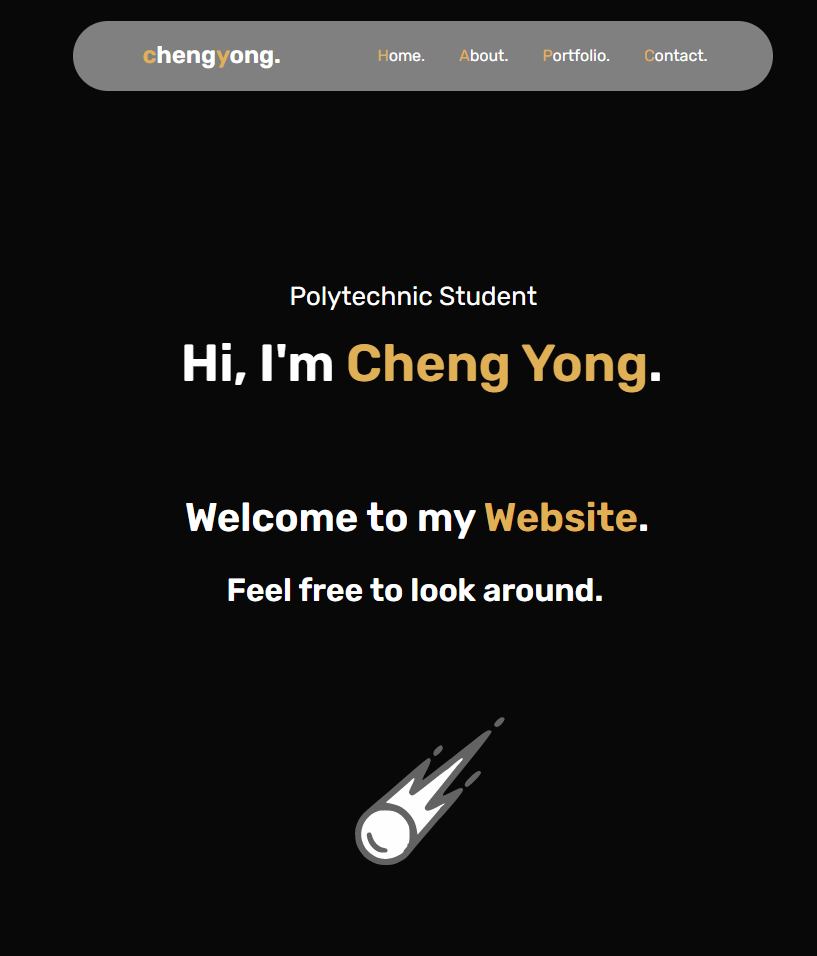 chengyong. Home. About. Portfolio. Contact.
Polytechnic Student
Hi, I'm Cheng Yong.
Welcome to my Website.
Feel free to look around.